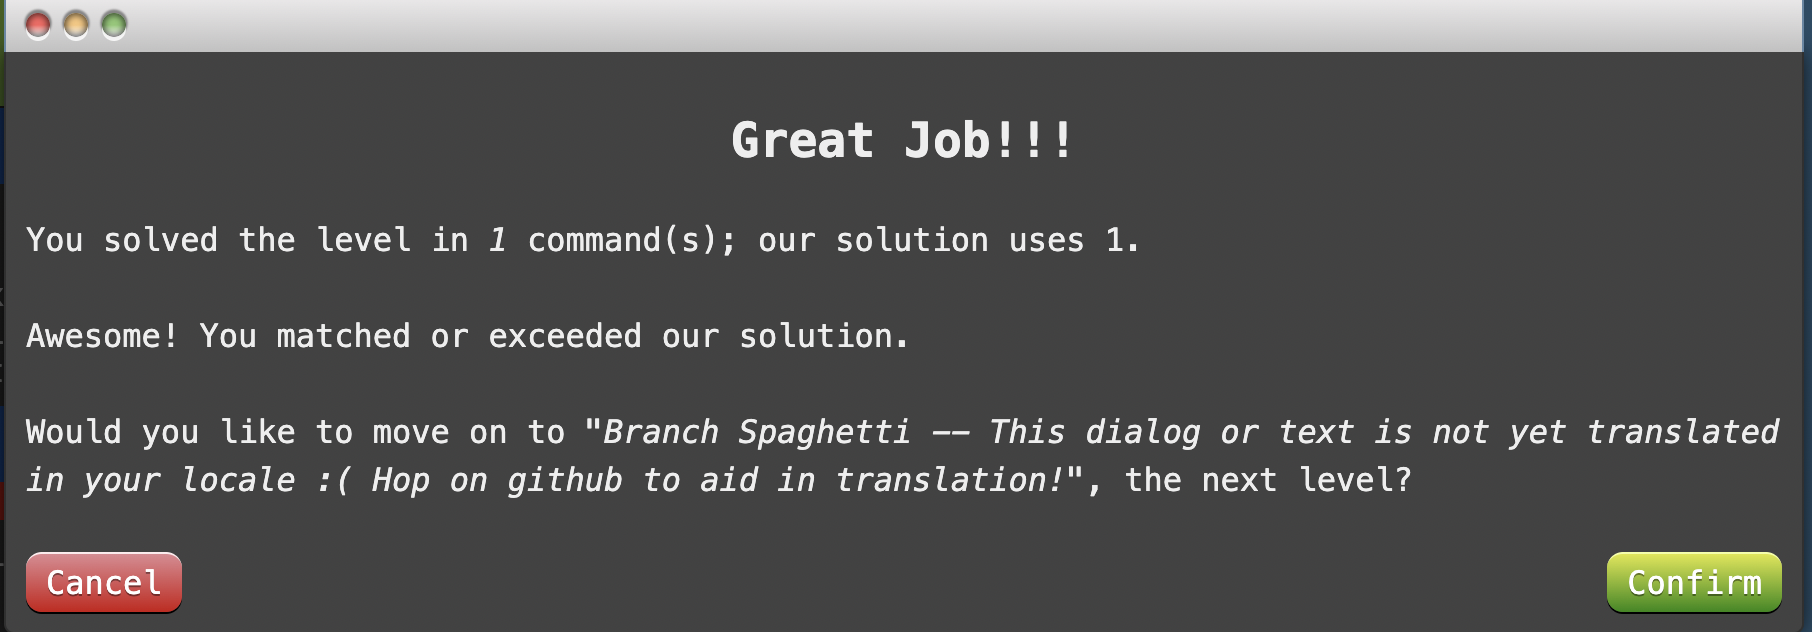 Great Job!!!
You solved the level in 1 command(s); our solution uses 1.
Awesome! You matched or exceeded our solution.
Would you like to move on to "Branch Spaghetti -- This dialog or text is not yet translated
in your locale :( Hop on github to aid in translation!", the next level?
Cancel
Confirm